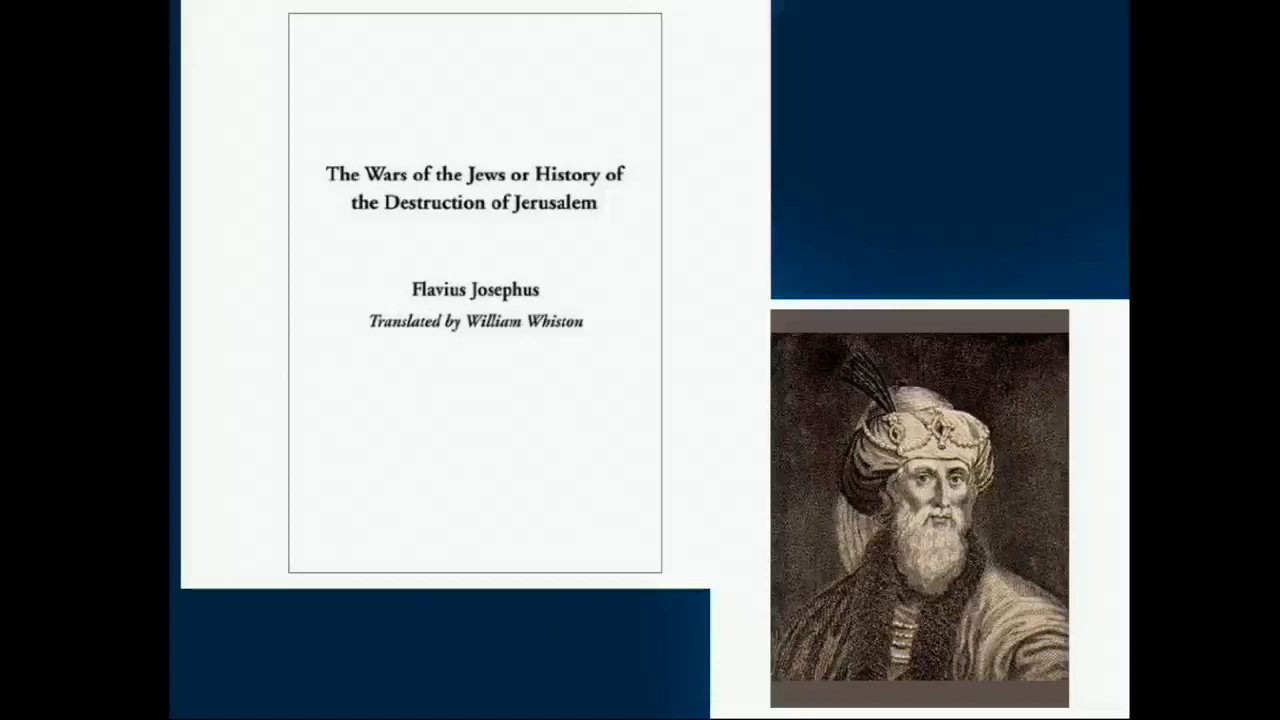 The Wars of the Jews or History of
the Destruction of Jerusalem
Flavius Josephus
Translated by William Whiston